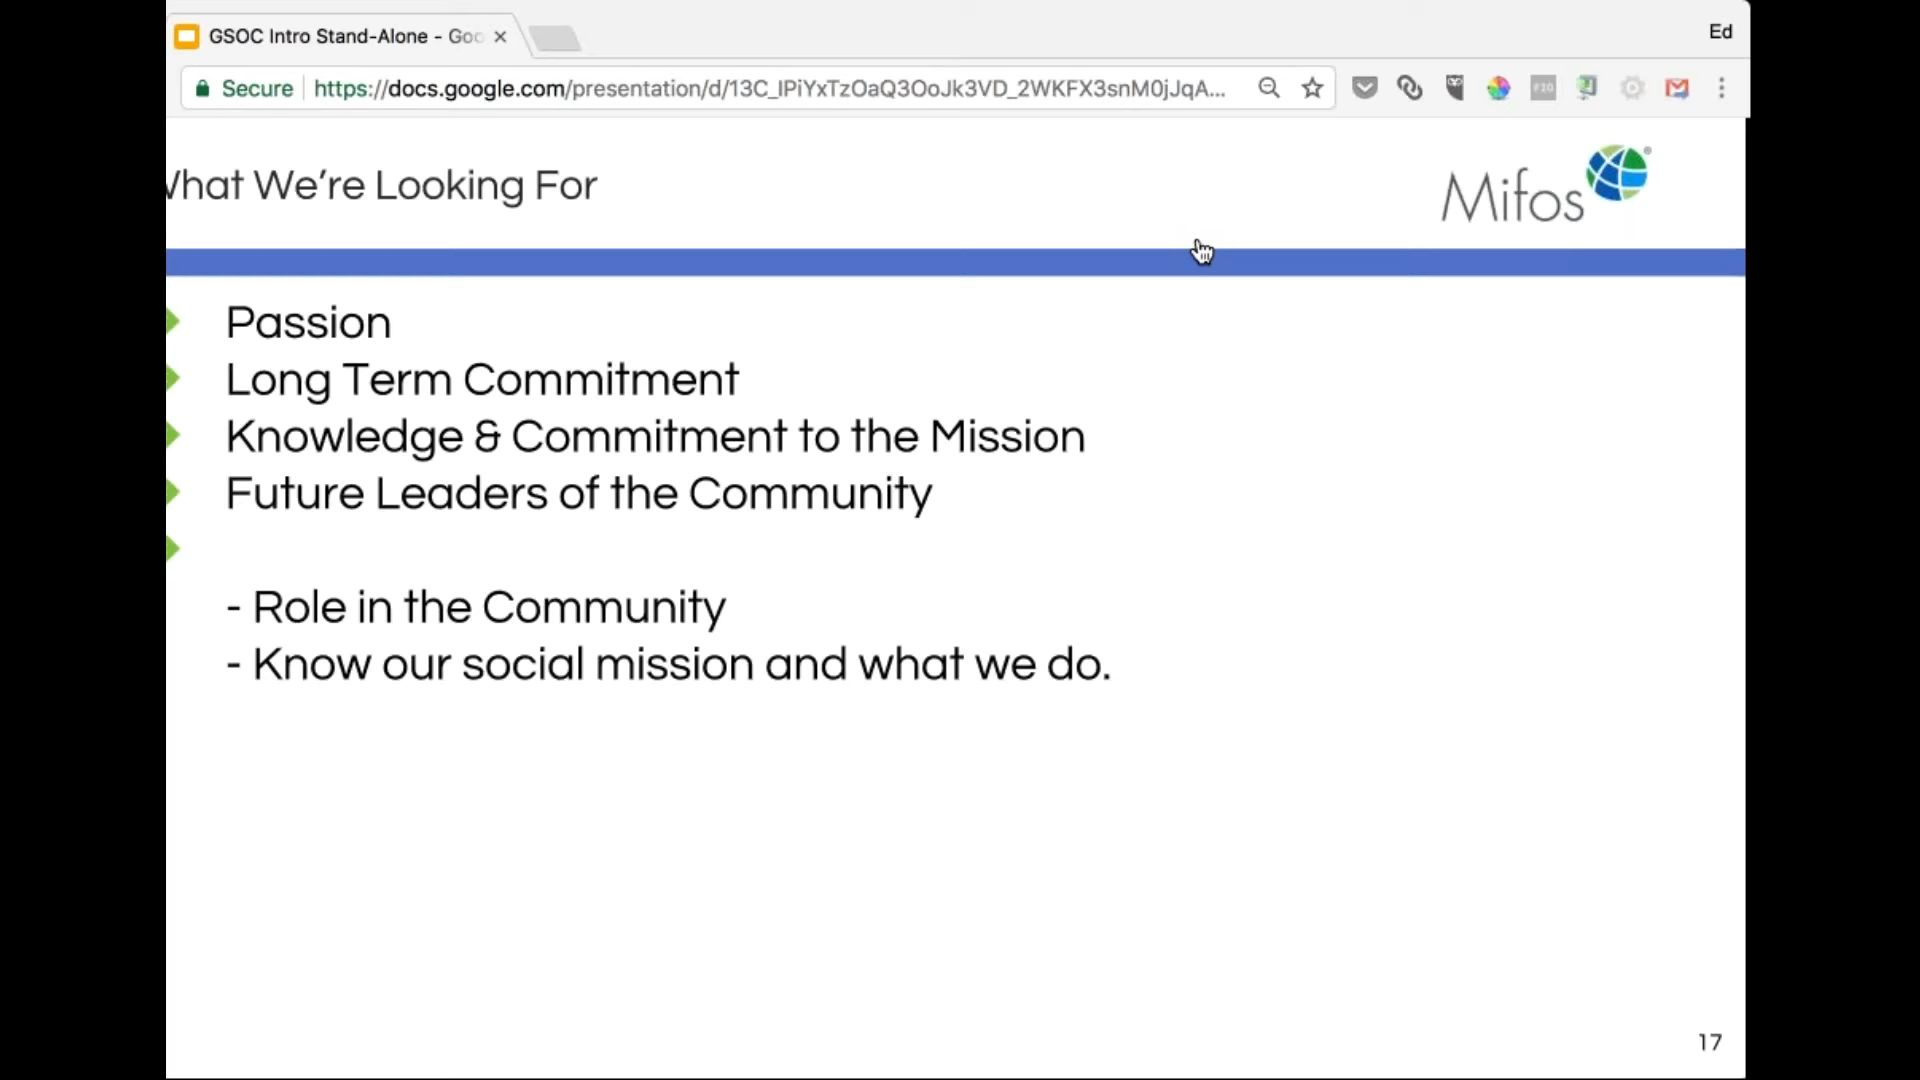 GSOC Intro Stand-Alone - Goo
Ed
Secure
https://docs.google.com/presentation/d/13C_IPiYxTzOaQ3OoJk3VD_2WKFX3snM0jJqA...
What We're Looking For
Mifos
Passion
Long Term Commitment
Knowledge & Commitment to the Mission
Future Leaders of the Community
- Role in the Community
- Know our social mission and what we do.
17